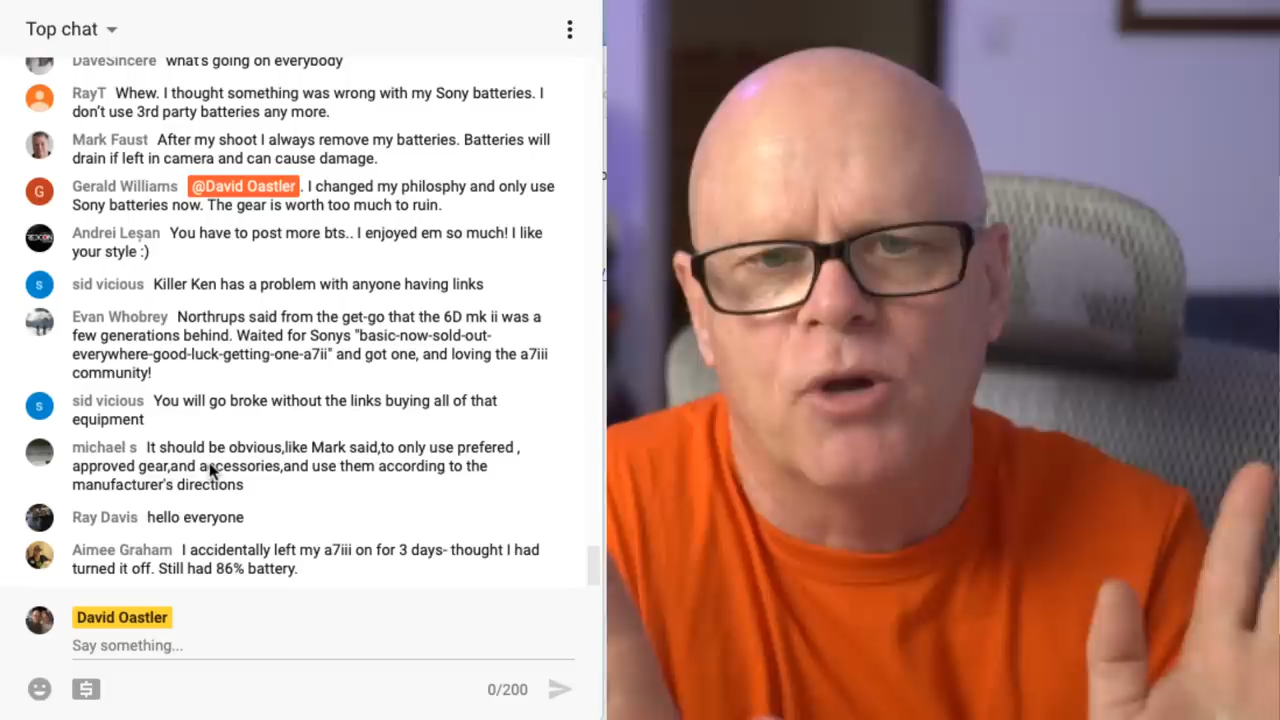 Top chat
DaveSincere what's going on everybody
RayT Whew. I thought something was wrong with my Sony batteries. I
don't use 3rd party batteries any more.
Mark Faust After my shoot I always remove my batteries. Batteries will
drain if left in camera and can cause damage.
G Gerald Williams @David Oastler. I changed my philosphy and only use
Sony batteries now. The gear is worth too much to ruin.
Andrei Leșan You have to post more bts.. I enjoyed em so much! I like
your style :)
s sid vicious Killer Ken has a problem with anyone having links
Evan Whobrey Northrups said from the get-go that the 6D mk ii was a
few generations behind. Waited for Sonys "basic-now-sold-out-
everywhere-good-luck-getting-one-a7ii" and got one, and loving the a7iii
community!
s sid vicious You will go broke without the links buying all of that
equipment
michael s It should be obvious,like Mark said,to only use prefered ,
approved gear,and accessories,and use them according to the
manufacturer's directions
Ray Davis hello everyone
Aimee Graham I accidentally left my a7iii on for 3 days- thought I had
turned it off. Still had 86% battery.
David Oastler
Say something...
0/200